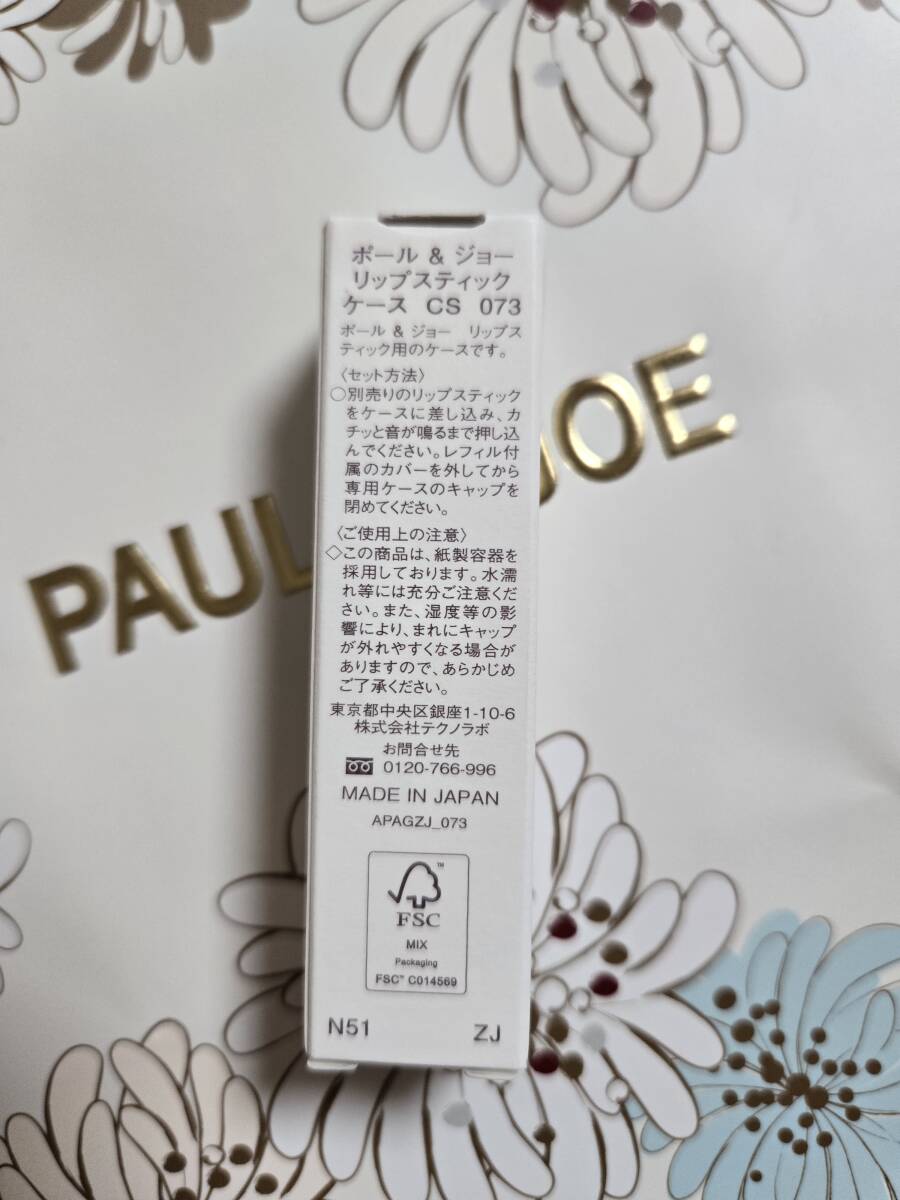 ポール & ジョー
リップスティック
ケース CS 073
ポール & ジョー リップス
ティック用のケースです。
〈セット方法〉
○別売りのリップスティック
をケースに差し込み、カ
チッと音が鳴るまで押し込
んでください。レフィル付
属のカバーを外してから
専用ケースのキャップを
閉めてください。
〈ご使用上の注意〉
◇この商品は、紙製容器を
採用しております。水濡
れ等には充分ご注意くだ
さい。また、湿度等の影
響により、まれにキャップ
が外れやすくなる場合が
ありますので、あらかじめ
ご了承ください。
東京都中央区銀座1-10-6
株式会社テクノラボ
お問合せ先
0120-766-996
MADE IN JAPAN
APAGZJ_073
FSC
MIX
Packaging
FSC™ C014569
N51 ZJ
PAUL JOE